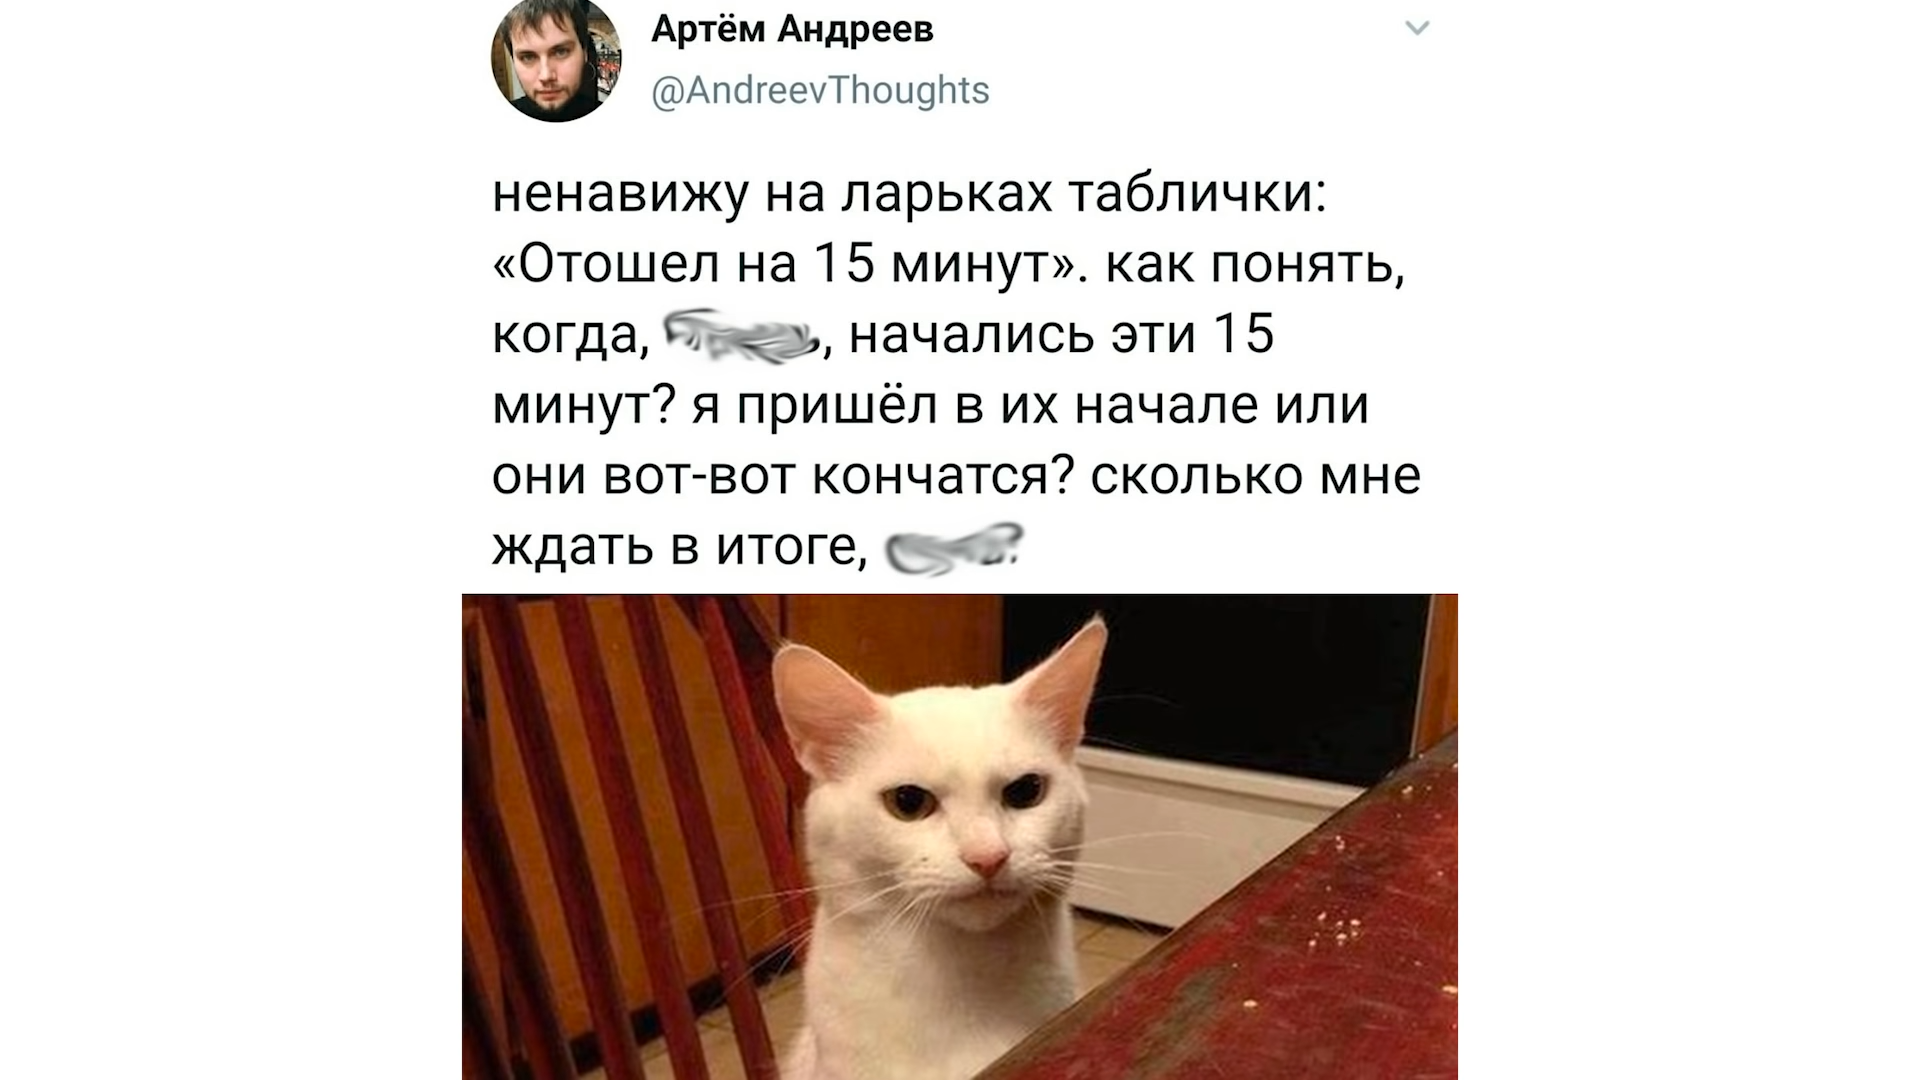 Артём Андреев
@AndreevThoughts
ненавижу на ларьках таблички:
«Отошел на 15 минут». как понять,
когда, , начались эти 15
минут? я пришёл в их начале или
они вот-вот кончатся? сколько мне
ждать в итоге,